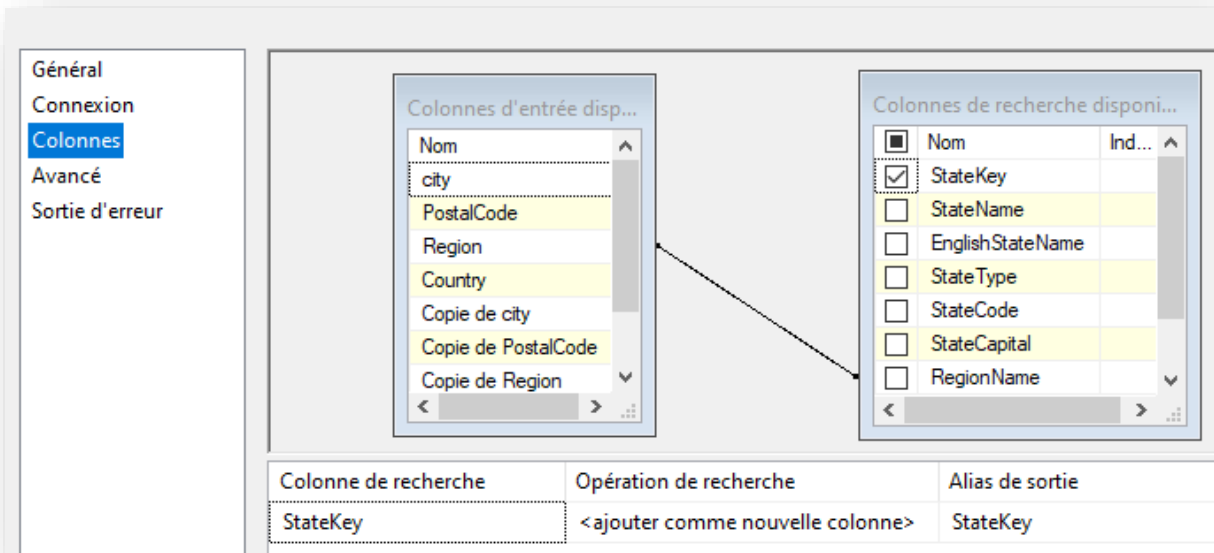 Général
Connexion
Colonnes
Avancé
Sortie d'erreur
Colonnes d'entrée disp...
Nom
city
PostalCode
Region
Country
Copie de city
Copie de PostalCode
Copie de Region
Colonnes de recherche disponi...
Nom Ind...
StateKey
StateName
EnglishStateName
StateType
StateCode
StateCapital
RegionName
Colonne de recherche Opération de recherche Alias de sortie
StateKey <ajouter comme nouvelle colonne> StateKey